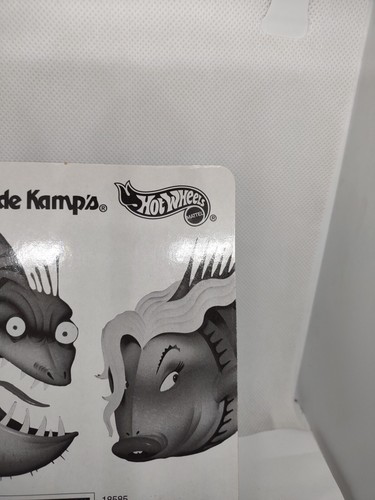 de Kamp's®
Hot Wheels®
MATTEL
18585